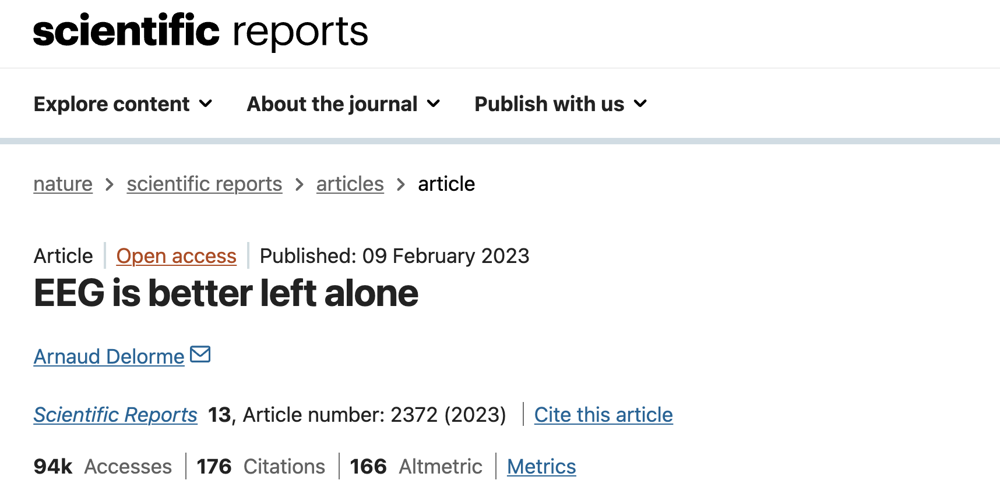 scientific reports
Explore content About the journal Publish with us
nature > scientific reports > articles > article
Article Open access Published: 09 February 2023
EEG is better left alone
Arnaud Delorme
Scientific Reports 13, Article number: 2372 (2023) Cite this article
94k Accesses 176 Citations 166 Altmetric Metrics